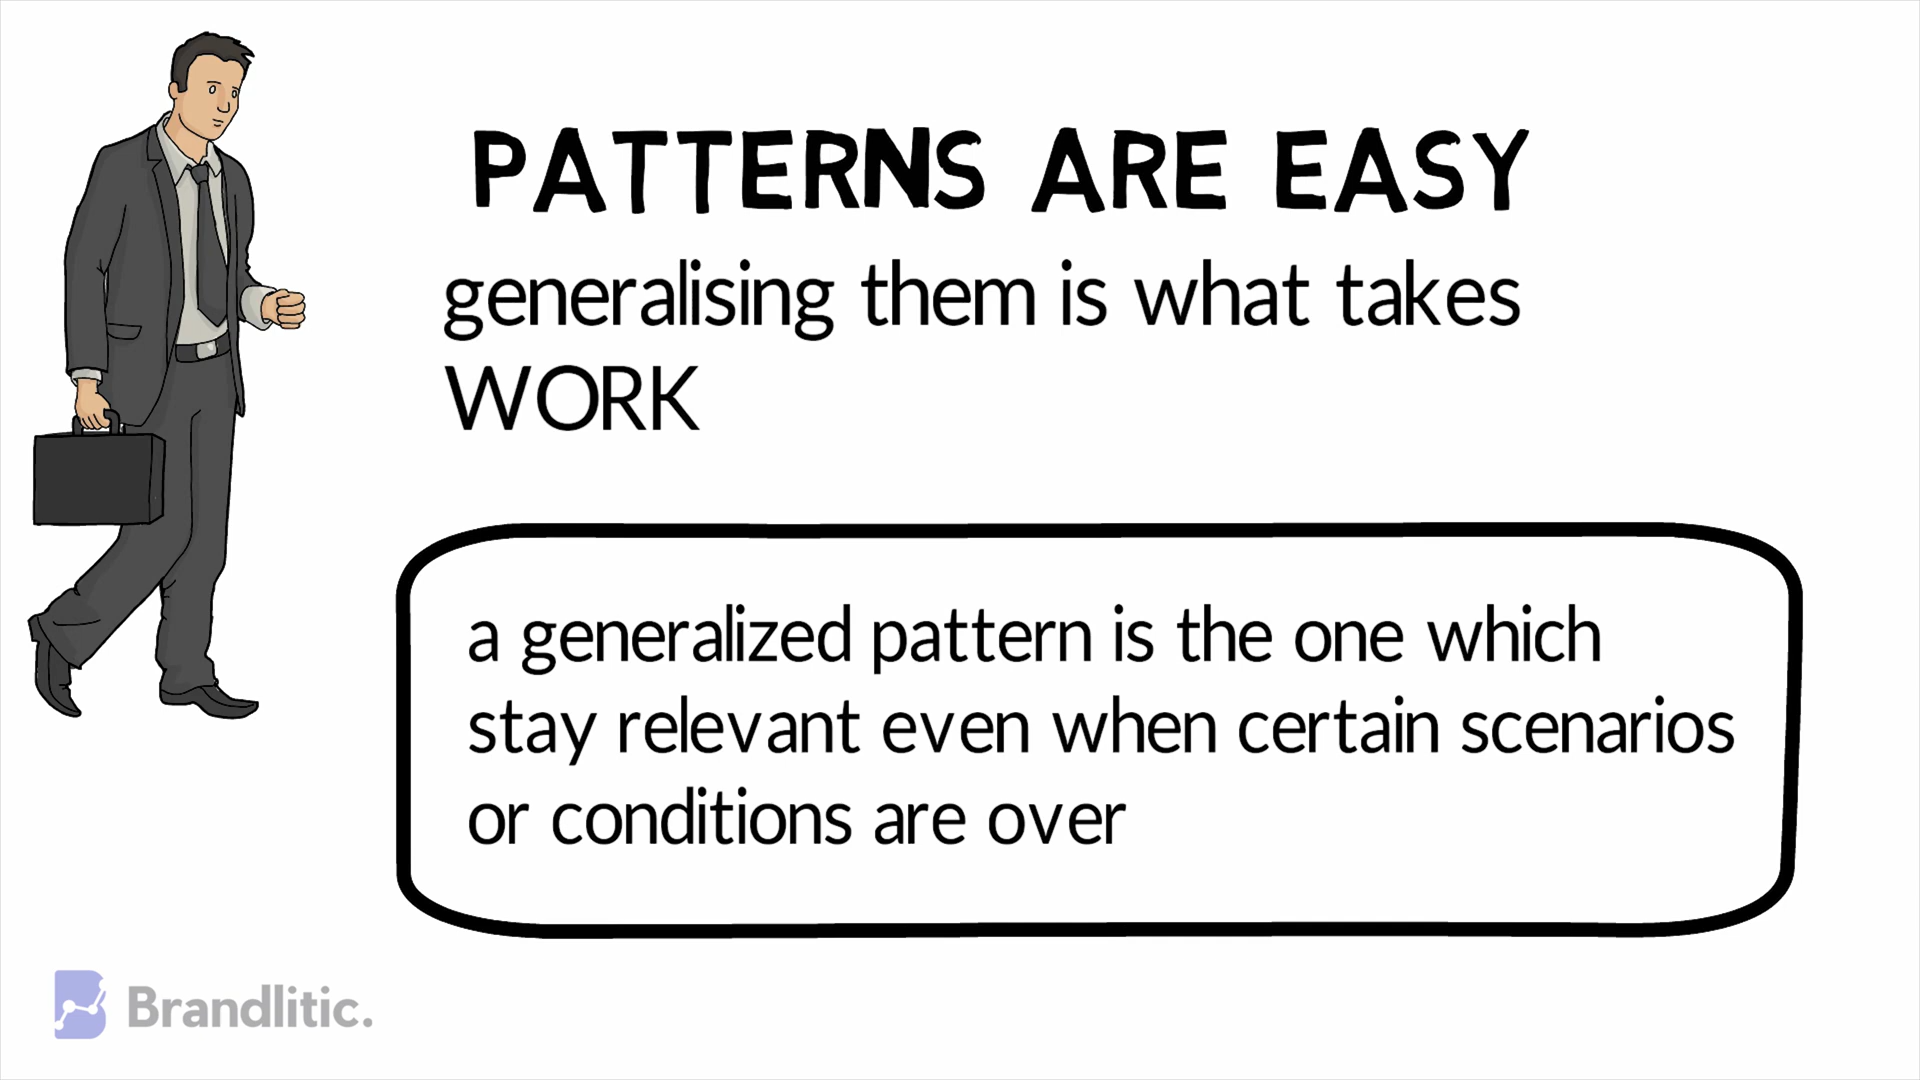 PATTERNS ARE EASY
generalising them is what takes
WORK
a generalized pattern is the one which
stay relevant even when certain scenarios
or conditions are over
Brandlitic.